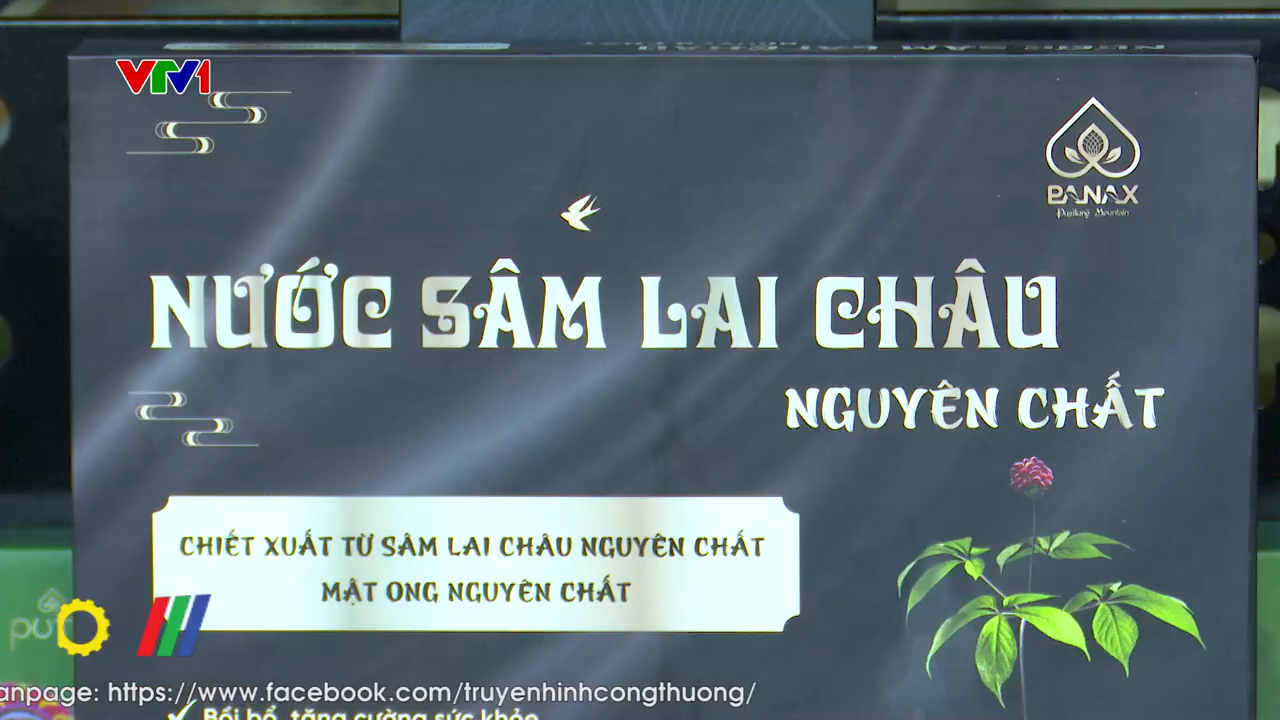 VTV1
PANAX
Pusilung Mountain
NƯỚC SÂM LAI CHÂU
NGUYÊN CHẤT
CHIẾT XUẤT TỪ SÂM LAI CHÂU NGUYÊN CHẤT
MẬT ONG NGUYÊN CHẤT
anpage: https://www.facebook.com/truyenhinhcongthuong/
Bồi bổ, tăng cường sức khỏe